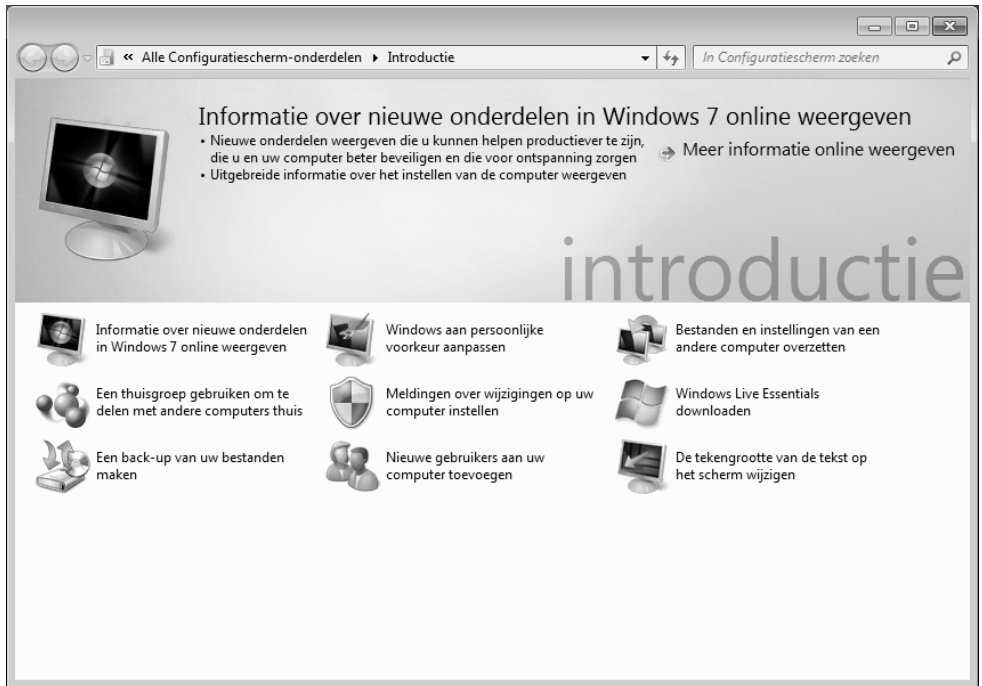 « Alle Configuratiescherm-onderdelen ▸ Introductie
In Configuratiescherm zoeken
Informatie over nieuwe onderdelen in Windows 7 online weergeven
• Nieuwe onderdelen weergeven die u kunnen helpen productiever te zijn,
die u en uw computer beter beveiligen en die voor ontspanning zorgen
• Uitgebreide informatie over het instellen van de computer weergeven
Meer informatie online weergeven
introductie
Informatie over nieuwe onderdelen
in Windows 7 online weergeven
Windows aan persoonlijke
voorkeur aanpassen
Bestanden en instellingen van een
andere computer overzetten
Een thuisgroep gebruiken om te
delen met andere computers thuis
Meldingen over wijzigingen op uw
computer instellen
Windows Live Essentials
downloaden
Een back-up van uw bestanden
maken
Nieuwe gebruikers aan uw
computer toevoegen
De tekengrootte van de tekst op
het scherm wijzigen